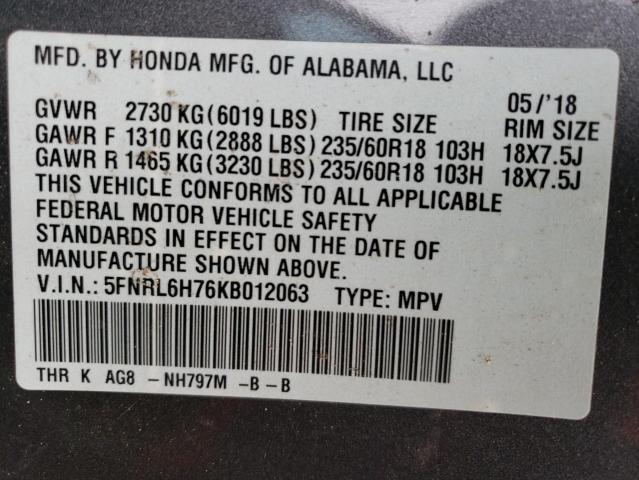 MFD. BY HONDA MFG. OF ALABAMA, LLC
05/'18
GVWR 2730 KG(6019 LBS) TIRE SIZE RIM SIZE
GAWR F 1310 KG(2888 LBS)235/60R18 103H 18X7.5J
GAWR R 1465 KG(3230 LBS)235/60R18 103H 18X7.5J
THIS VEHICLE CONFORMS TO ALL APPLICABLE
FEDERAL MOTOR VEHICLE SAFETY
STANDARDS IN EFFECT ON THE DATE OF
MANUFACTURE SHOWN ABOVE.
V.I.N.: 5FNRL6H76KB012063 TYPE: MPV
THR K AG8 -NH797M -B-B